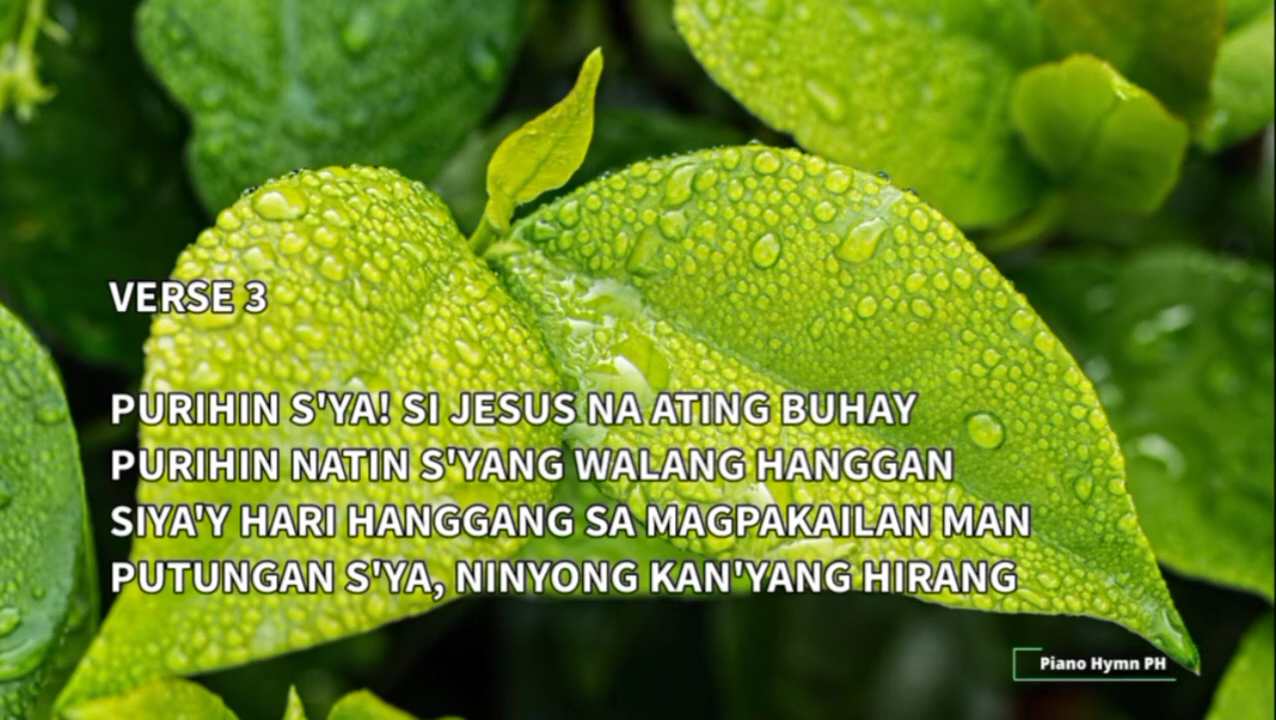 VERSE 3
PURIHIN S'YA! SI JESUS NA ATING BUHAY
PURIHIN NATIN S'YANG WALANG HANGGAN
SIYA'Y HARI HANGGANG SA MAGPAKAILAN MAN
PUTUNGAN S'YA, NINYONG KAN'YANG HIRANG
Piano Hymn PH